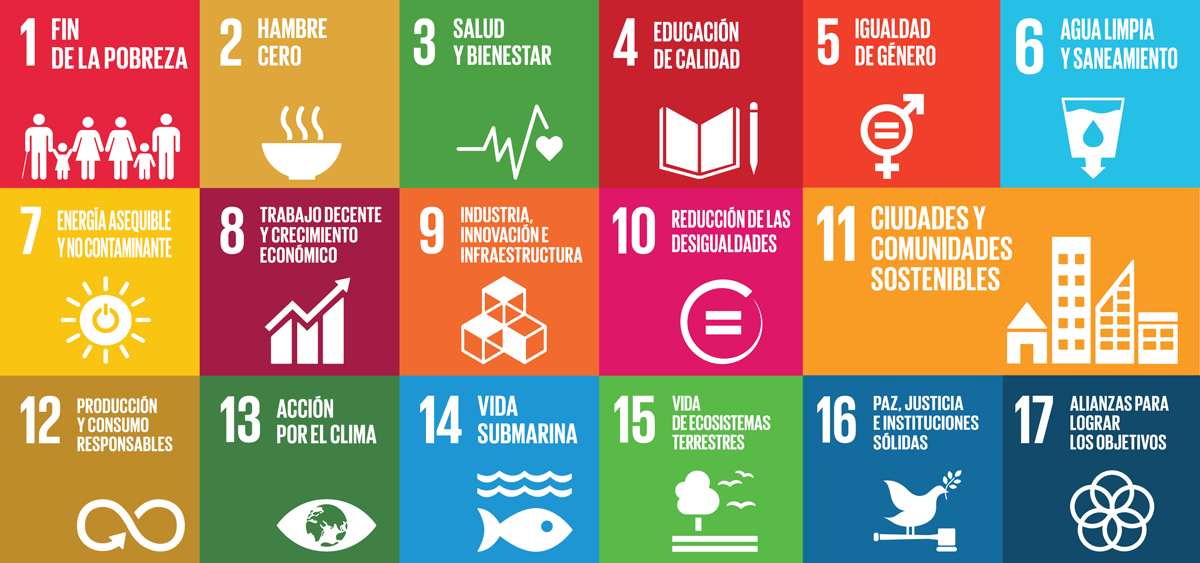 1 FIN
DE LA POBREZA
2 HAMBRE
CERO
3 SALUD
Y BIENESTAR
4 EDUCACIÓN
DE CALIDAD
5 IGUALDAD
DE GÉNERO
6 AGUA LIMPIA
Y SANEAMIENTO
7 ENERGÍA ASEQUIBLE
Y NO CONTAMINANTE
8 TRABAJO DECENTE
Y CRECIMIENTO
ECONÓMICO
9 INDUSTRIA,
INNOVACIÓN E
INFRAESTRUCTURA
10 REDUCCIÓN DE LAS
DESIGUALDADES
11 CIUDADES Y
COMUNIDADES
SOSTENIBLES
12 PRODUCCIÓN
Y CONSUMO
RESPONSABLES
13 ACCIÓN
POR EL CLIMA
14 VIDA
SUBMARINA
15 VIDA
DE ECOSISTEMAS
TERRESTRES
16 PAZ, JUSTICIA
E INSTITUCIONES
SÓLIDAS
17 ALIANZAS PARA
LOGRAR
LOS OBJETIVOS